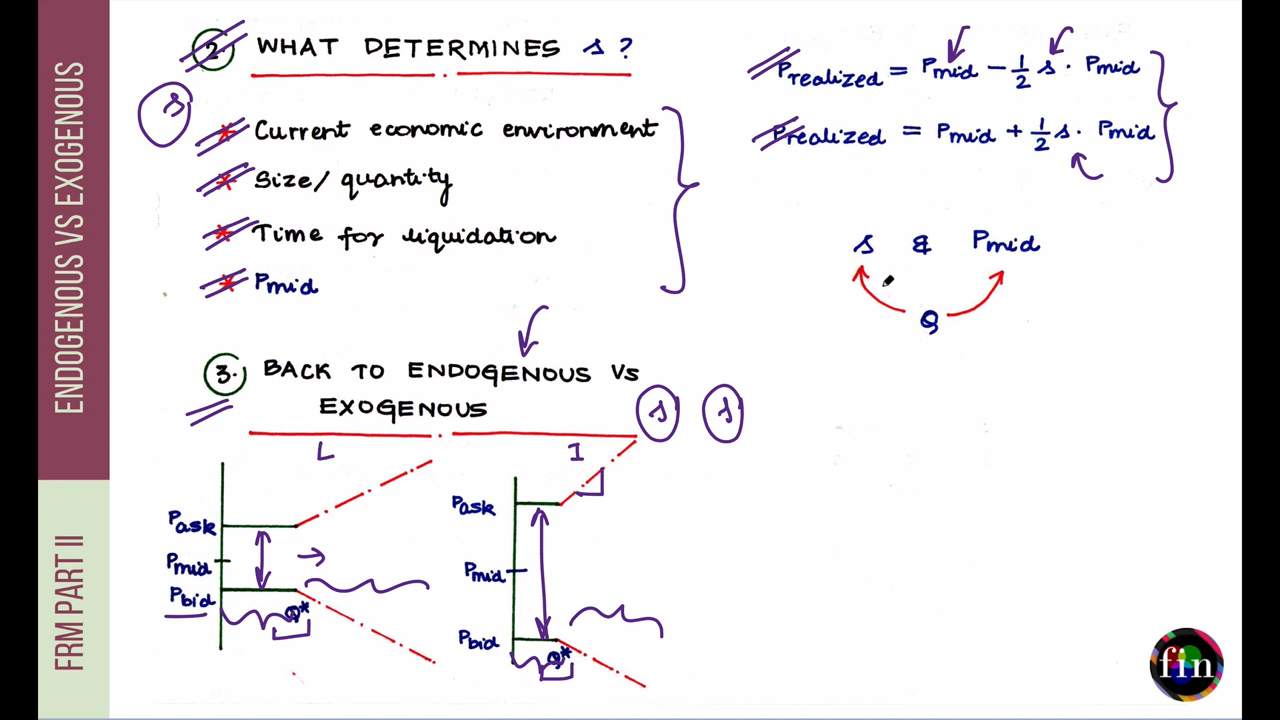 ENDOGENOUS VS EXOGENOUS
FRM PART II
2. WHAT DETERMINES s ?
s
* Current economic environment
* Size/ quantity
* Time for liquidation
* Pmid
Prealized = Pmid - 1/2 s. Pmid
Prealized = Pmid + 1/2 s. Pmid
s & Pmid
Q
3. BACK TO ENDOGENOUS VS
EXOGENOUS
s s
L
I
Pask
Pmid
Pbid
Q*
Pask
Pmid
Pbid
Q*
fin